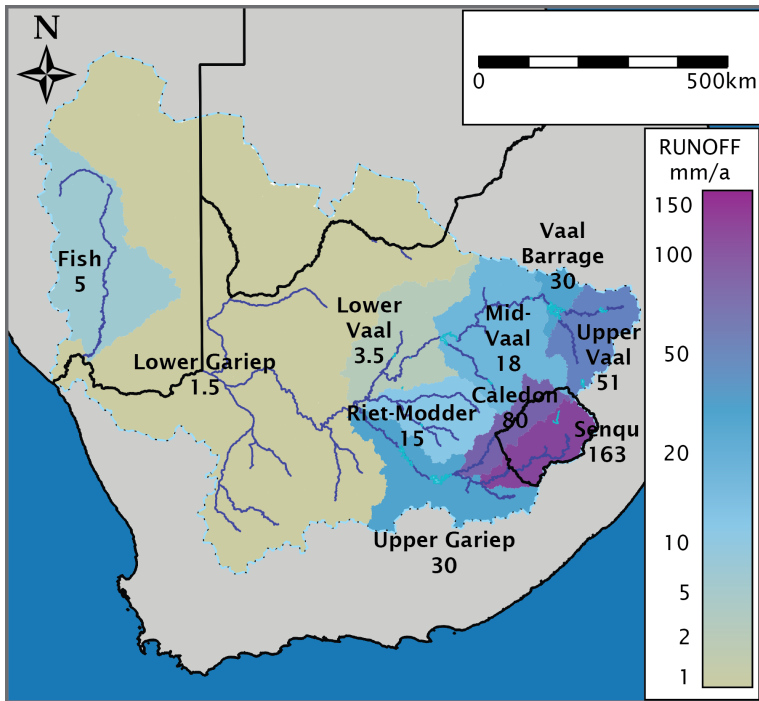 N
0
500km
RUNOFF
mm/a
150
100
50
20
10
5
2
1
Vaal
Barrage
30
Fish
5
Lower
Vaal
3.5
Mid-
Vaal
18
Upper
Vaal
51
Lower Gariep
1.5
Caledon
80
Riet-Modder
15
Senqu
163
Upper Gariep
30